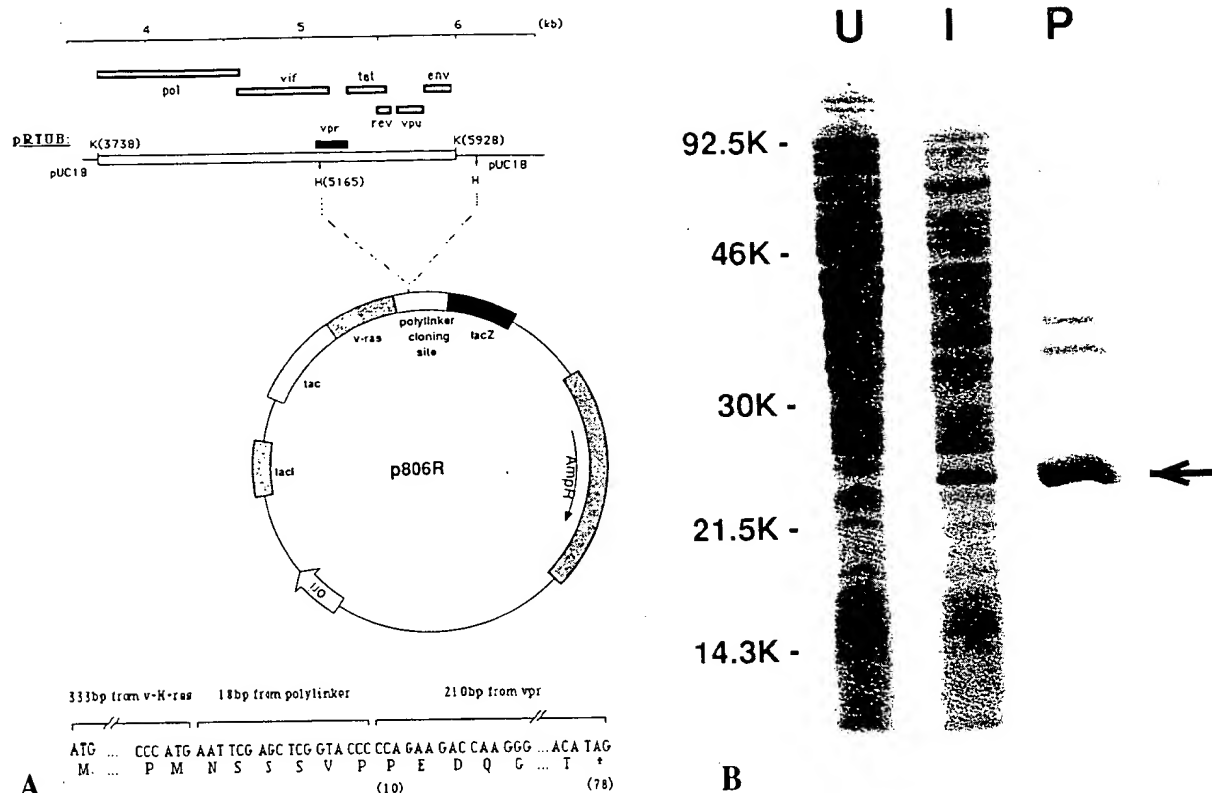 4 5 6 (kb)
pol
vif
tat
env
rev vpu
vpr
pRTUB:
K(3738)
K(5928)
pUC18
pUC18
H(5165)
H
v-ras
polylinker
cloning
site
lacZ
tac
lacI
p806R
AmpR
ori
333bp from v-H-ras 18bp from polylinker 210bp from vpr
ATG ... CCC ATG AAT TCG AGC TCG GTA CCC CCA GAA GAC CAA GGG ... ACA TAG
M. P M N S S S V P P E D Q G ... T *
(10) (78)
A
U I P
92.5K -
46K -
30K -
21.5K -
14.3K -
B